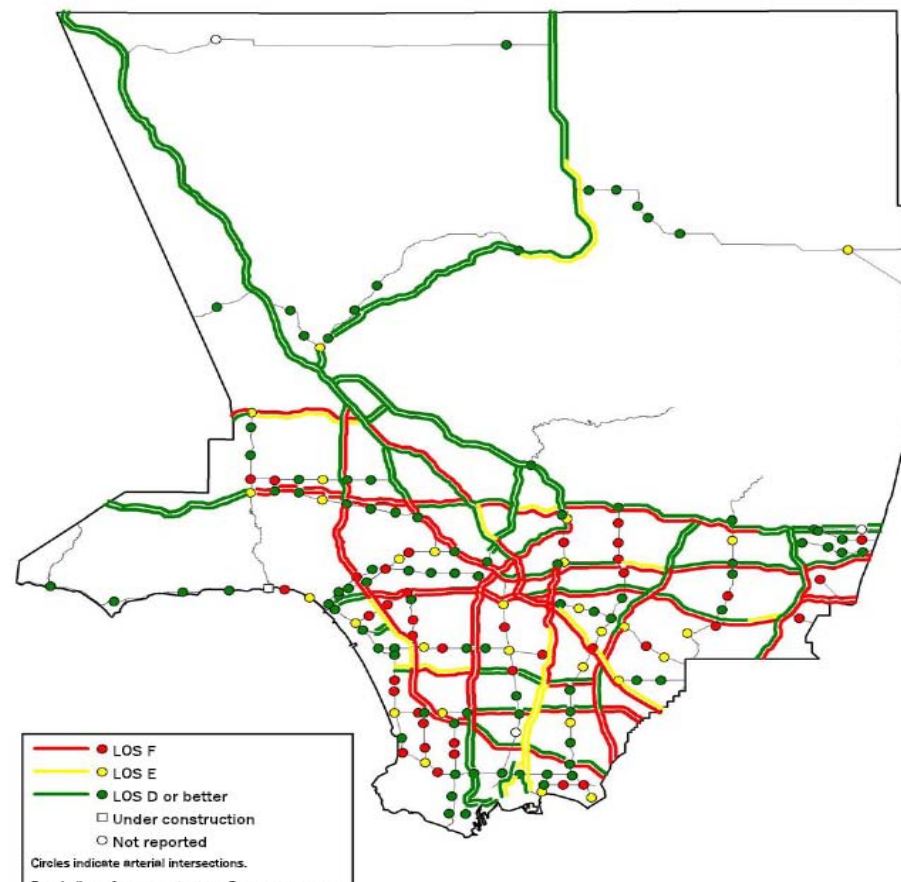 LOS F
LOS E
LOS D or better
Under construction
Not reported
Circles indicate arterial intersections.